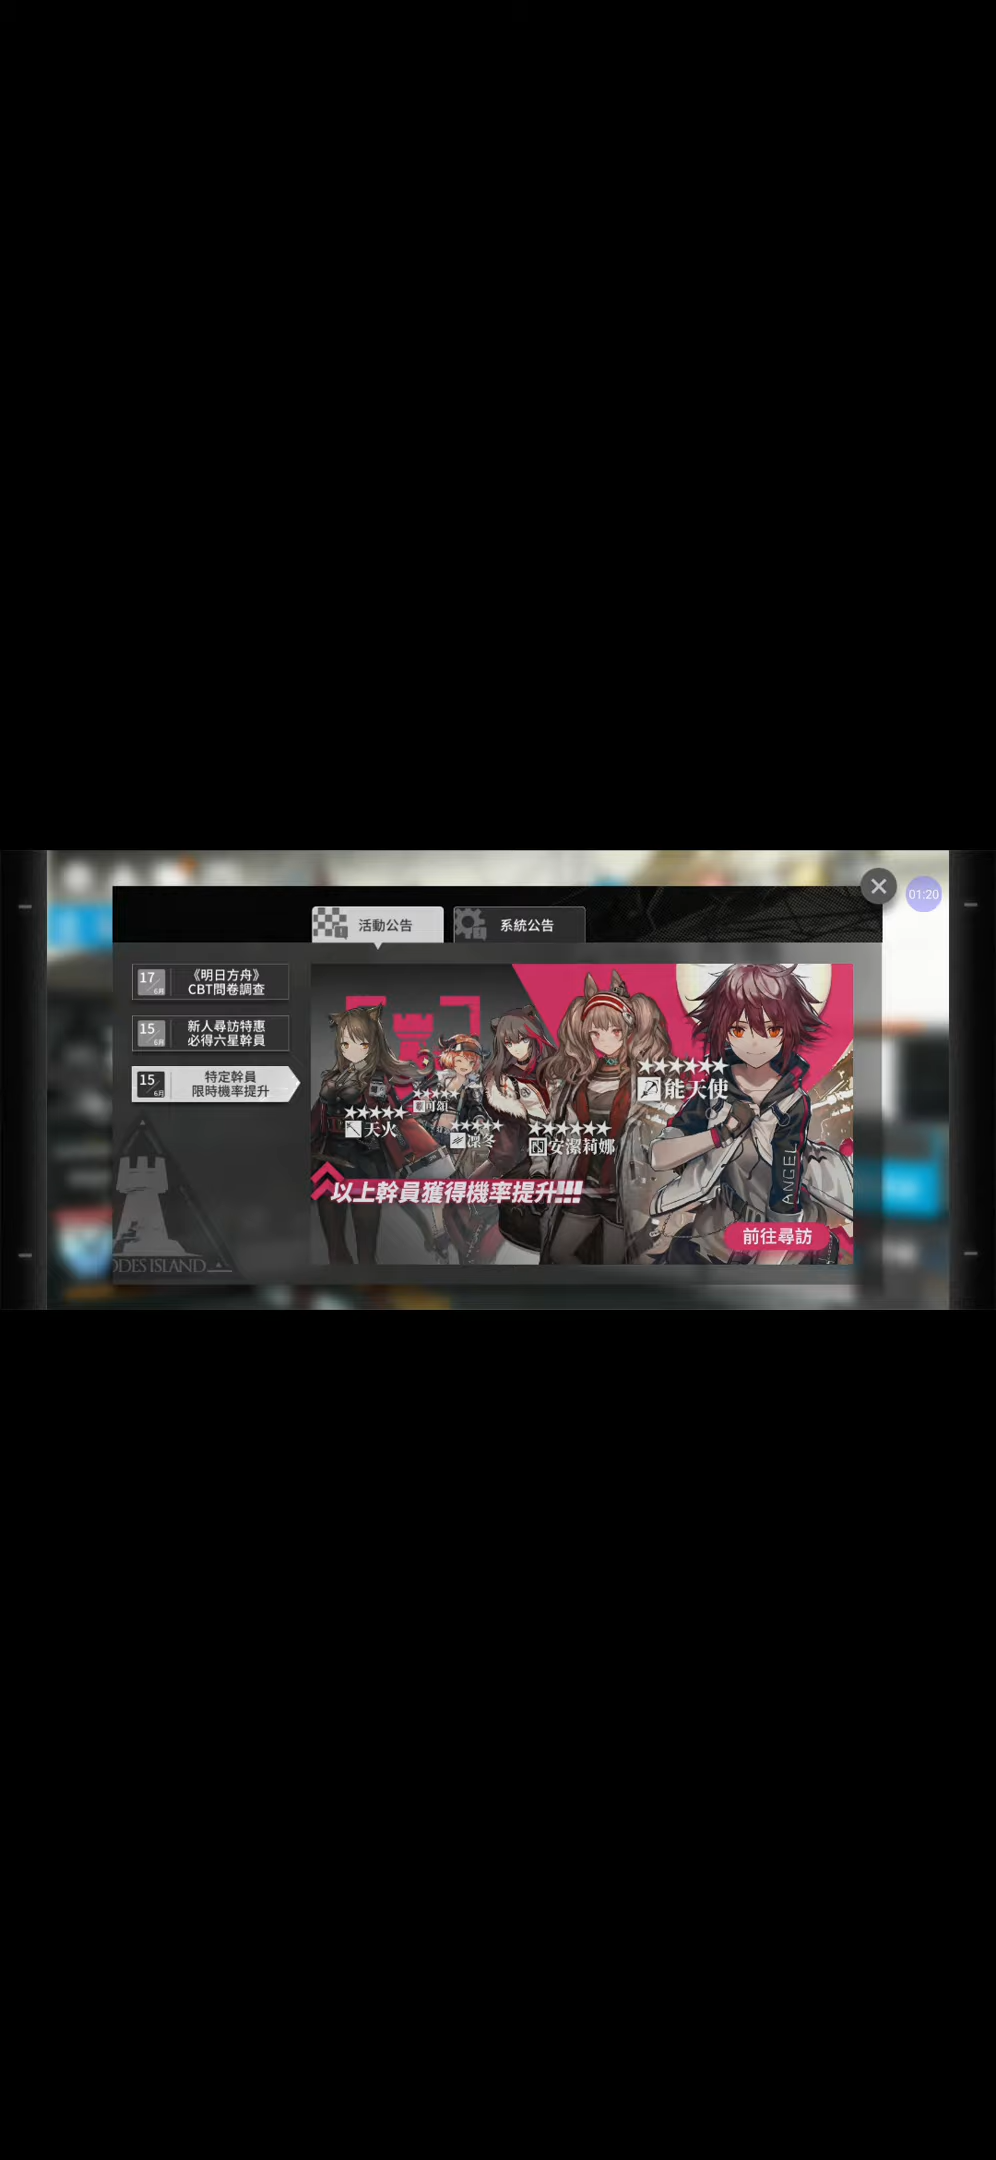 01:20
活動公告
系統公告
17 6月
《明日方舟》
CBT問卷調查
15 6月
新人尋訪特惠
必得六星幹員
15 6月
特定幹員
限時機率提升
★★★★★★
能天使
★★★★★
可頌
★★★★★
天火
★★★★★
凛冬
★★★★★★
安潔莉娜
ANGEL
以上幹員獲得機率提升!!!
前往尋訪
ODES ISLAND